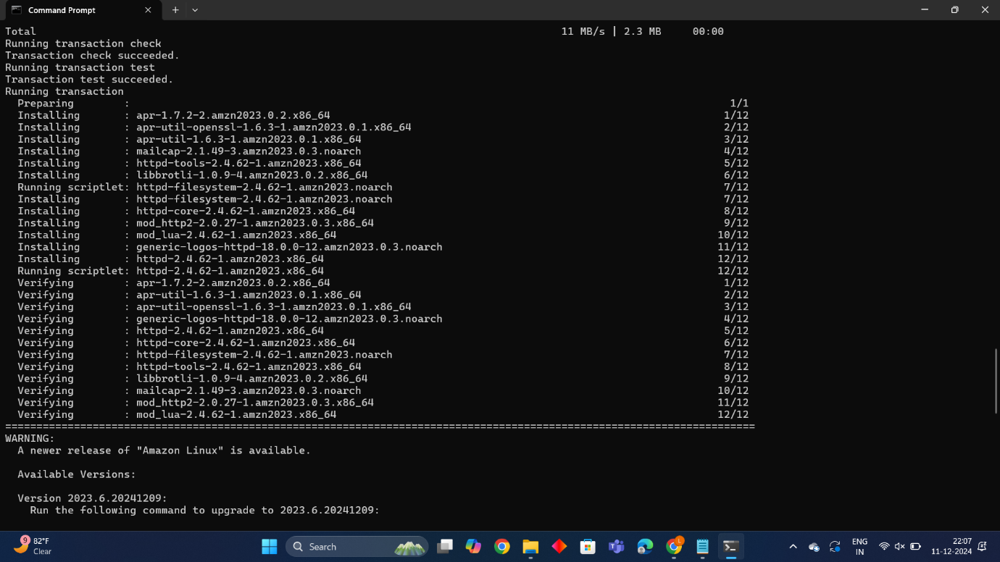 Command Prompt
Total 11 MB/s | 2.3 MB 00:00
Running transaction check
Transaction check succeeded.
Running transaction test
Transaction test succeeded.
Running transaction
Preparing : 1/1
Installing : apr-1.7.2-2.amzn2023.0.2.x86_64 1/12
Installing : apr-util-openssl-1.6.3-1.amzn2023.0.1.x86_64 2/12
Installing : apr-util-1.6.3-1.amzn2023.0.1.x86_64 3/12
Installing : mailcap-2.1.49-3.amzn2023.0.3.noarch 4/12
Installing : httpd-tools-2.4.62-1.amzn2023.x86_64 5/12
Installing : libbrotli-1.0.9-4.amzn2023.0.2.x86_64 6/12
Running scriptlet: httpd-filesystem-2.4.62-1.amzn2023.noarch 7/12
Installing : httpd-filesystem-2.4.62-1.amzn2023.noarch 7/12
Installing : httpd-core-2.4.62-1.amzn2023.x86_64 8/12
Installing : mod_http2-2.0.27-1.amzn2023.0.3.x86_64 9/12
Installing : mod_lua-2.4.62-1.amzn2023.x86_64 10/12
Installing : generic-logos-httpd-18.0.0-12.amzn2023.0.3.noarch 11/12
Installing : httpd-2.4.62-1.amzn2023.x86_64 12/12
Running scriptlet: httpd-2.4.62-1.amzn2023.x86_64 12/12
Verifying : apr-1.7.2-2.amzn2023.0.2.x86_64 1/12
Verifying : apr-util-1.6.3-1.amzn2023.0.1.x86_64 2/12
Verifying : apr-util-openssl-1.6.3-1.amzn2023.0.1.x86_64 3/12
Verifying : generic-logos-httpd-18.0.0-12.amzn2023.0.3.noarch 4/12
Verifying : httpd-2.4.62-1.amzn2023.x86_64 5/12
Verifying : httpd-core-2.4.62-1.amzn2023.x86_64 6/12
Verifying : httpd-filesystem-2.4.62-1.amzn2023.noarch 7/12
Verifying : httpd-tools-2.4.62-1.amzn2023.x86_64 8/12
Verifying : libbrotli-1.0.9-4.amzn2023.0.2.x86_64 9/12
Verifying : mailcap-2.1.49-3.amzn2023.0.3.noarch 10/12
Verifying : mod_http2-2.0.27-1.amzn2023.0.3.x86_64 11/12
Verifying : mod_lua-2.4.62-1.amzn2023.x86_64 12/12
========================================================================================================================
WARNING:
A newer release of "Amazon Linux" is available.
Available Versions:
Version 2023.6.20241209:
Run the following command to upgrade to 2023.6.20241209:
9 82°F
Clear
Search
L
ENG
IN
22:07
11-12-2024